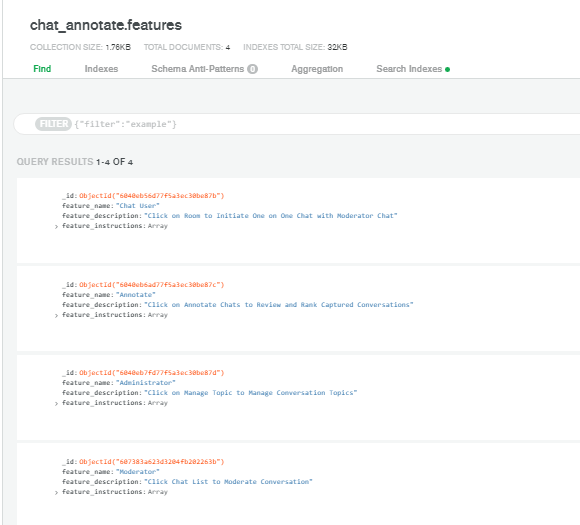 chat_annotate.features
COLLECTION SIZE: 1.76KB TOTAL DOCUMENTS: 4 INDEXES TOTAL SIZE: 32KB
Find Indexes Schema Anti-Patterns 0 Aggregation Search Indexes
FILTER {"filter":"example"}
QUERY RESULTS 1-4 OF 4
_id: ObjectId("6040eb56d77f5a3ec30be87b")
feature_name: "Chat User"
feature_description: "Click on Room to Initiate One on One Chat with Moderator Chat"
> feature_instructions: Array
_id: ObjectId("6040eb6ad77f5a3ec30be87c")
feature_name: "Annotate"
feature_description: "Click on Annotate Chats to Review and Rank Captured Conversations"
> feature_instructions: Array
_id: ObjectId("6040eb7fd77f5a3ec30be87d")
feature_name: "Administrator"
feature_description: "Click on Manage Topic to Manage Conversation Topics"
> feature_instructions: Array
_id: ObjectId("607383a623d3204fb202263b")
feature_name: "Moderator"
feature_description: "Click Chat List to Moderate Conversation"
> feature_instructions: Array